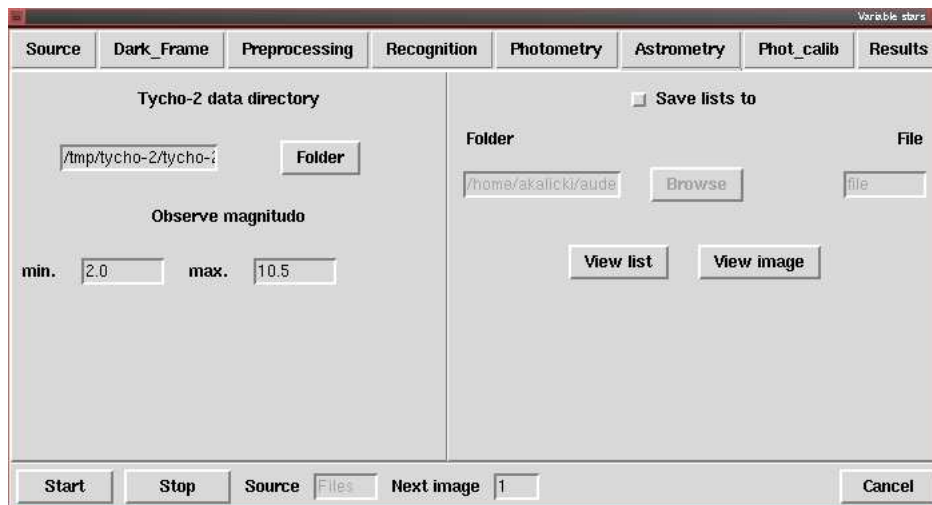 Variable stars
Source Dark_Frame Preprocessing Recognition Photometry Astrometry Phot_calib Results
Tycho-2 data directory
/tmp/tycho-2/tycho-2
Folder
Observe magnitudo
min. 2.0 max. 10.5
Save lists to
Folder File
/home/akalicki/aude Browse file
View list View image
Start Stop Source Files Next image 1 Cancel